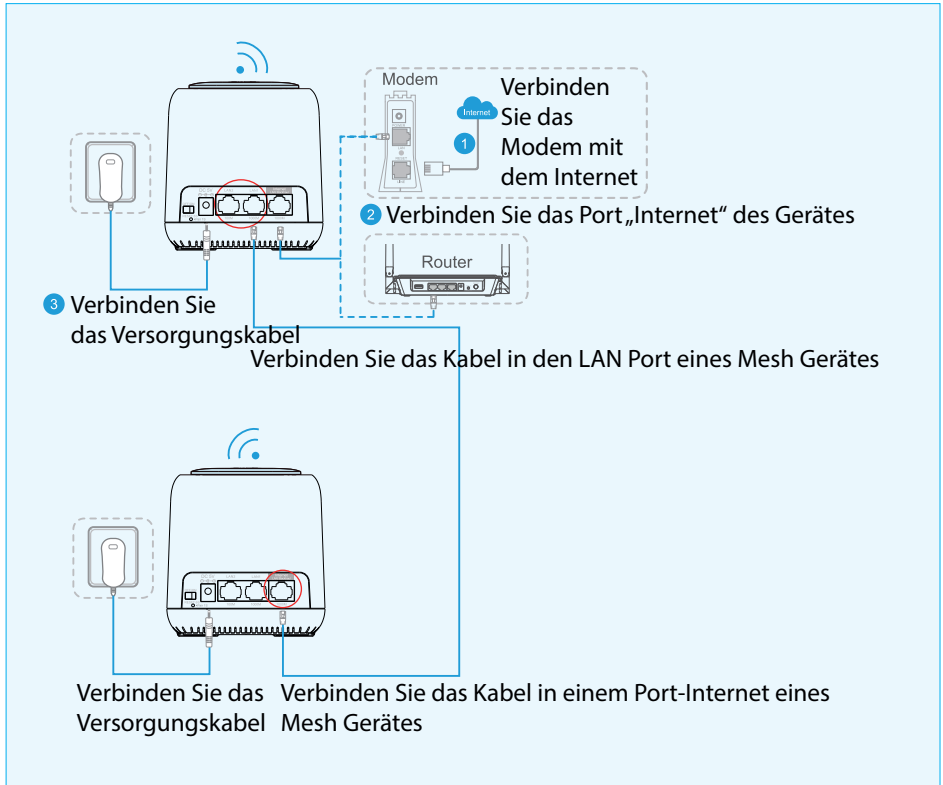 Modem
Internet
1
Verbinden
Sie das
Modem mit
dem Internet
2 Verbinden Sie das Port „Internet“ des Gerätes
Router
3 Verbinden Sie
das Versorgungskabel
Verbinden Sie das Kabel in den LAN Port eines Mesh Gerätes
Verbinden Sie das
Versorgungskabel
Verbinden Sie das Kabel in einem Port-Internet eines
Mesh Gerätes